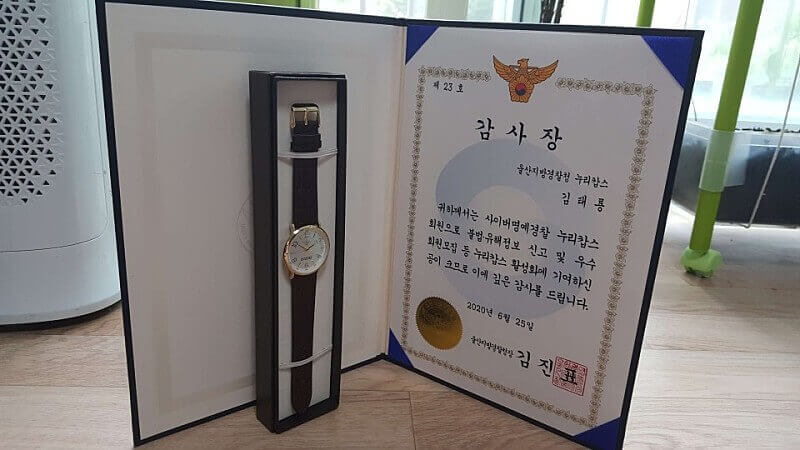 제 23 호
감 사 장
울산지방경찰청 누리캅스
김 태 룡
귀하께서는 사이버명예경찰 누리캅스
회원으로 불법·유해정보 신고 및 우수
회원모집 등 누리캅스 활성화에 기여하신
공이 크므로 이에 깊은 감사를 드립니다.
2020년 6월 25일
울산지방경찰청장 김 진 표